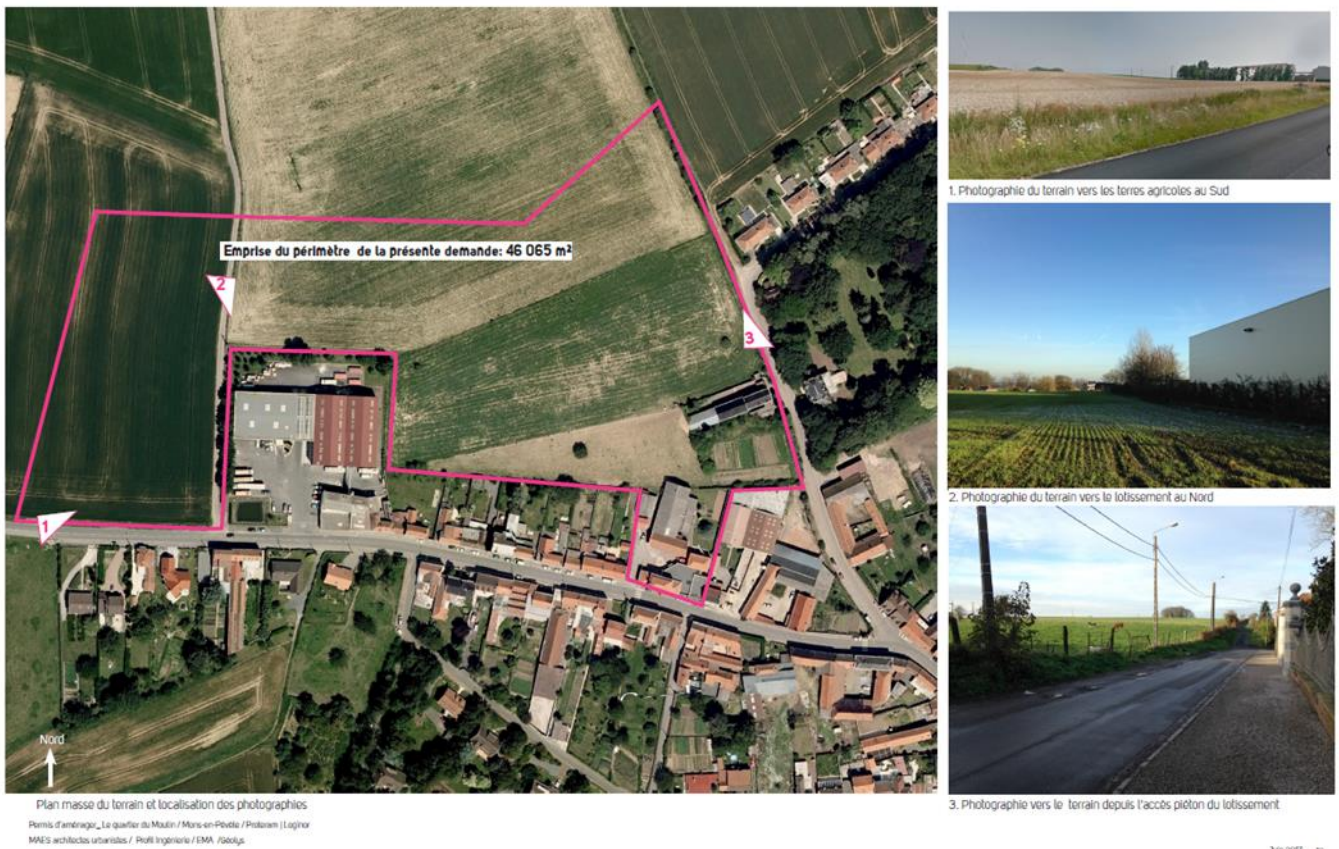 Emprise du périmètre de la présente demande: 46 065 m²
2
3
1
Nord
Plan masse du terrain et localisation des photographies
Permis d'aménager_ Le quartier du Moulin / Mons-en-Pévèle / Proteram | Loginor
MAES architectes urbanistes / Profil Ingénierie / EMA /Géolys
1. Photographie du terrain vers les terres agricoles au Sud
2. Photographie du terrain vers le lotissement au Nord
3. Photographie vers le terrain depuis l'accès piéton du lotissement